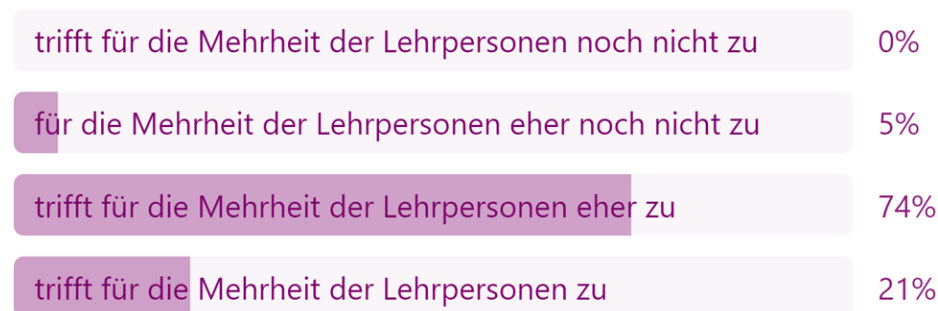 trifft für die Mehrheit der Lehrpersonen noch nicht zu 0%
für die Mehrheit der Lehrpersonen eher noch nicht zu 5%
trifft für die Mehrheit der Lehrpersonen eher zu 74%
trifft für die Mehrheit der Lehrpersonen zu 21%